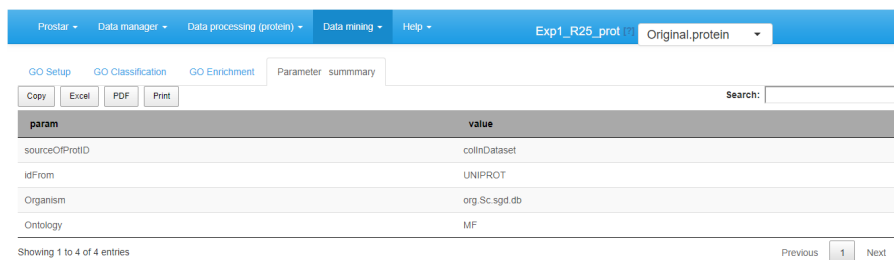 Prostar Data manager Data processing (protein) Data mining Help Exp1_R25_prot [?] Original.protein
GO Setup GO Classification GO Enrichment Parameter summmary
Copy Excel PDF Print Search:
param value
sourceOfProtID colInDataset
idFrom UNIPROT
Organism org.Sc.sgd.db
Ontology MF
Showing 1 to 4 of 4 entries Previous 1 Next